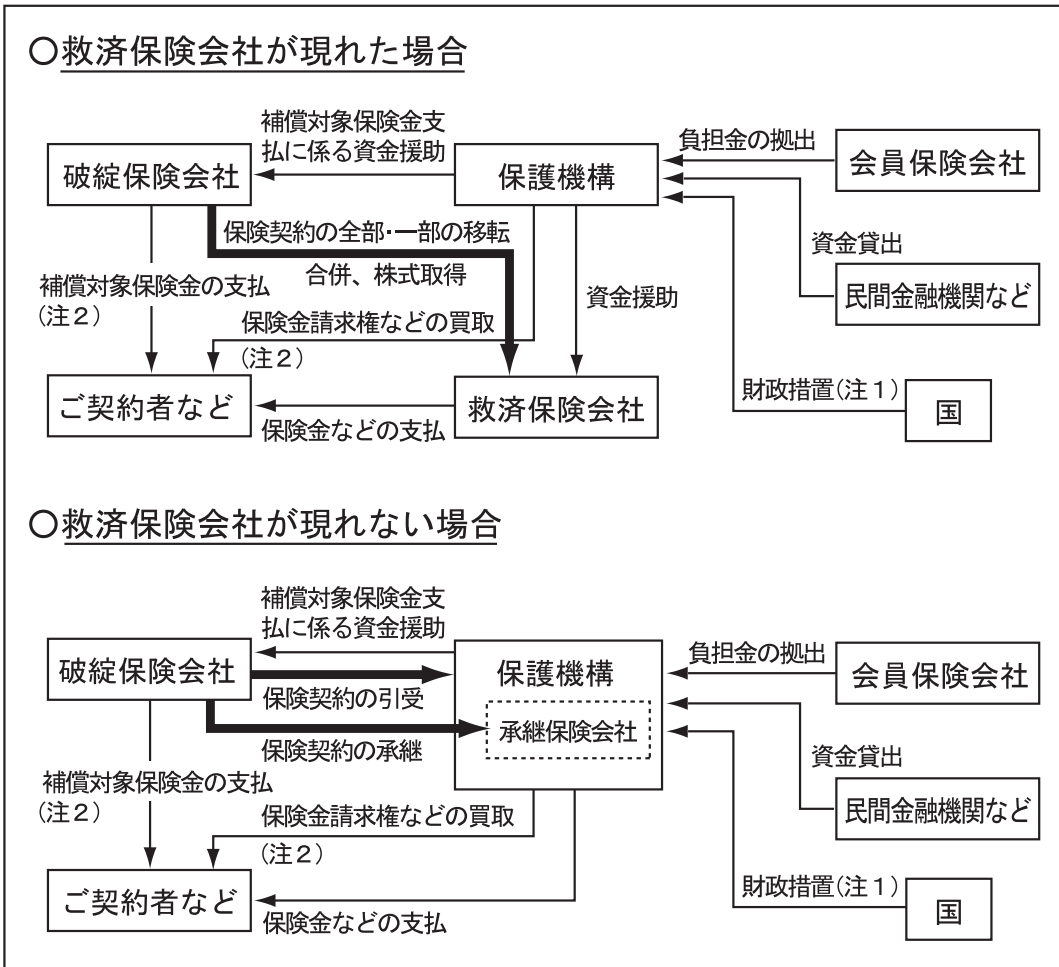 ○救済保険会社が現れた場合
補償対象保険金支
払に係る資金援助
負担金の拠出
破綻保険会社
保護機構
会員保険会社
保険契約の全部･一部の移転
合併、株式取得
資金貸出
補償対象保険金の支払
(注２)
資金援助
民間金融機関など
保険金請求権などの買取
(注２)
ご契約者など
救済保険会社
財政措置(注１)
国
保険金などの支払
○救済保険会社が現れない場合
補償対象保険金支
払に係る資金援助
負担金の拠出
破綻保険会社
保護機構
会員保険会社
保険契約の引受
承継保険会社
保険契約の承継
資金貸出
補償対象保険金の支払
(注２)
民間金融機関など
保険金請求権などの買取
(注２)
財政措置(注１)
ご契約者など
国
保険金などの支払